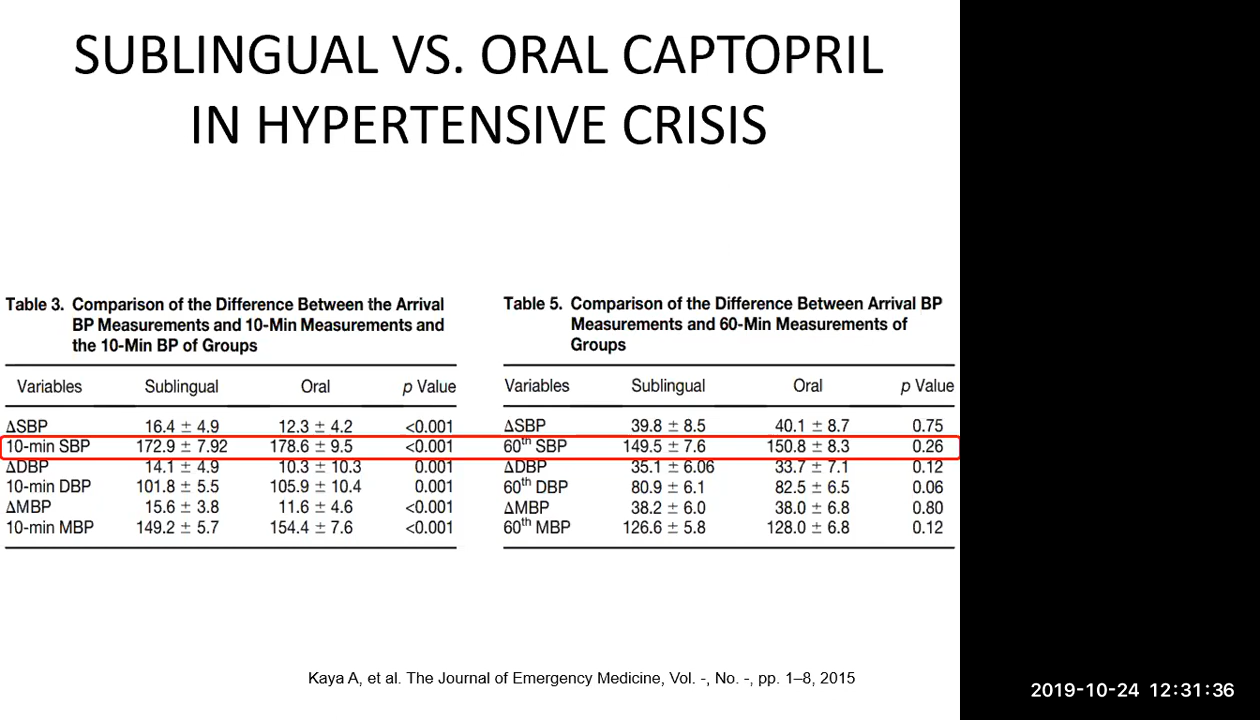 SUBLINGUAL VS. ORAL CAPTOPRIL
IN HYPERTENSIVE CRISIS
Table 3. Comparison of the Difference Between the Arrival
BP Measurements and 10-Min Measurements and
the 10-Min BP of Groups
Variables Sublingual Oral p Value
ΔSBP 16.4 ± 4.9 12.3 ± 4.2 <0.001
10-min SBP 172.9 ± 7.92 178.6 ± 9.5 <0.001
ΔDBP 14.1 ± 4.9 10.3 ± 10.3 0.001
10-min DBP 101.8 ± 5.5 105.9 ± 10.4 0.001
ΔMBP 15.6 ± 3.8 11.6 ± 4.6 <0.001
10-min MBP 149.2 ± 5.7 154.4 ± 7.6 <0.001
Table 5. Comparison of the Difference Between Arrival BP
Measurements and 60-Min Measurements of
Groups
Variables Sublingual Oral p Value
ΔSBP 39.8 ± 8.5 40.1 ± 8.7 0.75
60th SBP 149.5 ± 7.6 150.8 ± 8.3 0.26
ΔDBP 35.1 ± 6.06 33.7 ± 7.1 0.12
60th DBP 80.9 ± 6.1 82.5 ± 6.5 0.06
ΔMBP 38.2 ± 6.0 38.0 ± 6.8 0.80
60th MBP 126.6 ± 5.8 128.0 ± 6.8 0.12
Kaya A, et al. The Journal of Emergency Medicine, Vol. -, No. -, pp. 1–8, 2015
2019-10-24 12:31:36